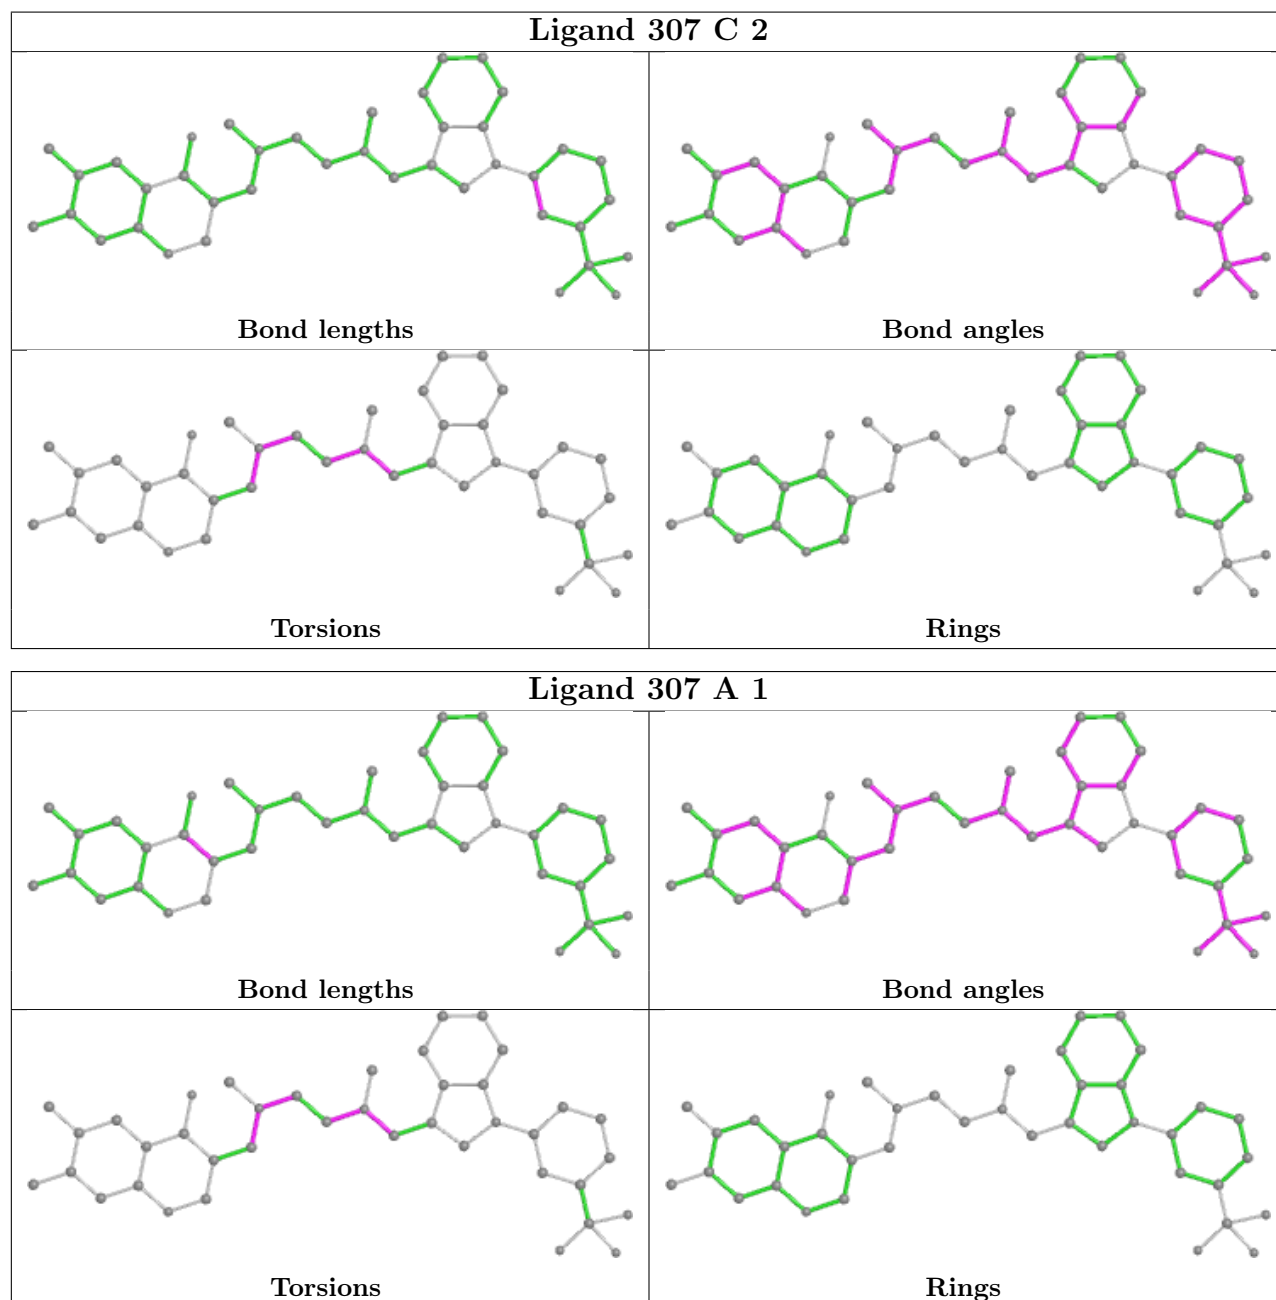 Ligand 307 C 2
Bond lengths
Bond angles
Torsions
Rings
Ligand 307 A 1
Bond lengths
Bond angles
Torsions
Rings